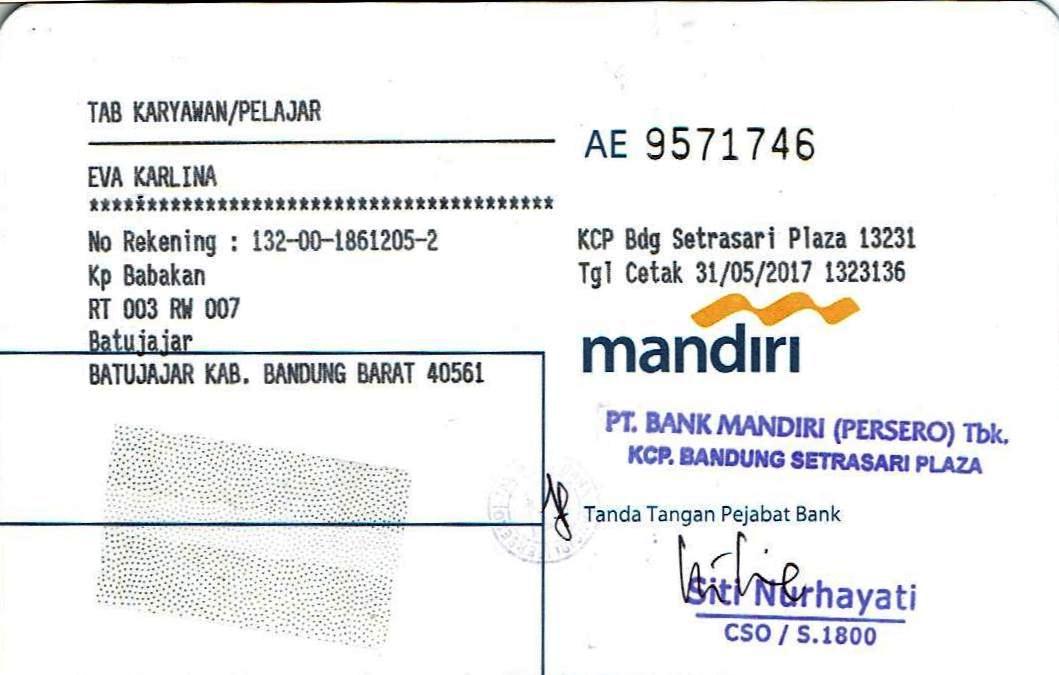 TAB KARYAWAN/PELAJAR
AE 9571746
EVA KARLINA
*******************************************
No Rekening : 132-00-1861205-2
Kp Babakan
RT 003 RW 007
Batujajar
BATUJAJAR KAB. BANDUNG BARAT 40561
KCP Bdg Setrasari Plaza 13231
Tgl Cetak 31/05/2017 1323136
mandiri
PT. BANK MANDIRI (PERSERO) Tbk.
KCP. BANDUNG SETRASARI PLAZA
Tanda Tangan Pejabat Bank
Siti Nurhayati
CSO / S.1800